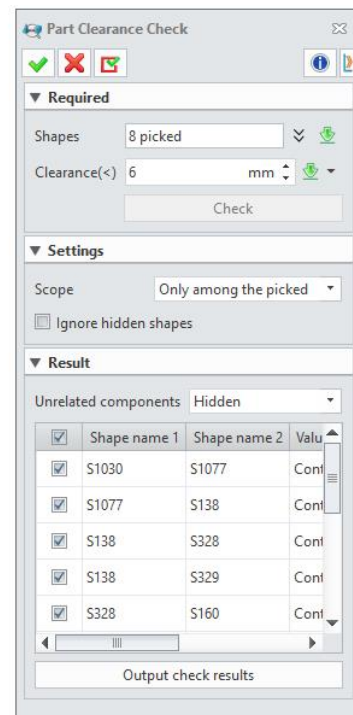 Part Clearance Check
Required
Shapes 8 picked
Clearance(<) 6 mm
Check
Settings
Scope Only among the picked
Ignore hidden shapes
Result
Unrelated components Hidden
Shape name 1 Shape name 2 Valu
S1030 S1077 Cont
S1077 S138 Cont
S138 S328 Cont
S138 S329 Cont
S328 S160 Cont
Output check results